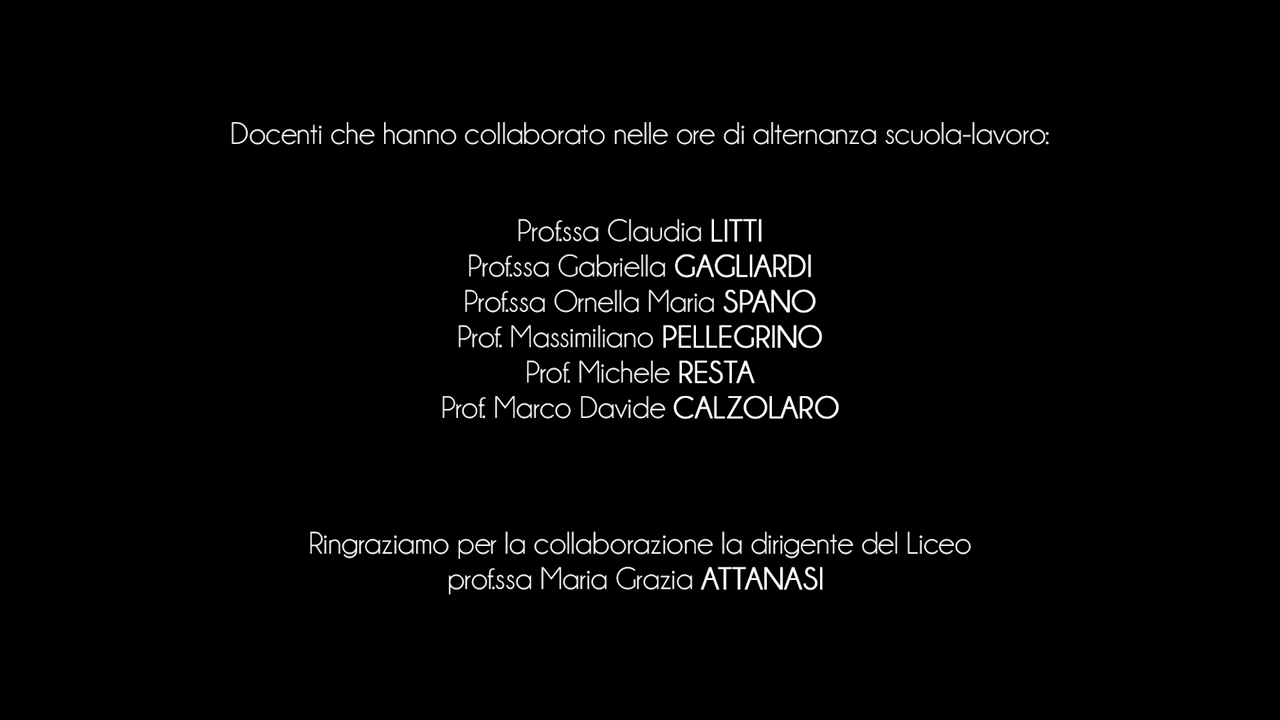 Docenti che hanno collaborato nelle ore di alternanza scuola-lavoro:
Prof.ssa Claudia LITTI
Prof.ssa Gabriella GAGLIARDI
Prof.ssa Ornella Maria SPANO
Prof. Massimiliano PELLEGRINO
Prof. Michele RESTA
Prof. Marco Davide CALZOLARO
Ringraziamo per la collaborazione la dirigente del Liceo
prof.ssa Maria Grazia ATTANASI